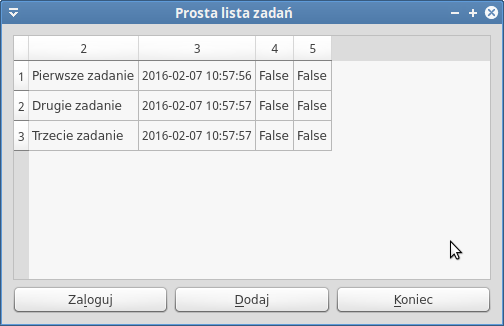 Prosta lista zadań
2 3 4 5
1 Pierwsze zadanie 2016-02-07 10:57:56 False False
2 Drugie zadanie 2016-02-07 10:57:57 False False
3 Trzecie zadanie 2016-02-07 10:57:57 False False
Zaloguj Dodaj Koniec